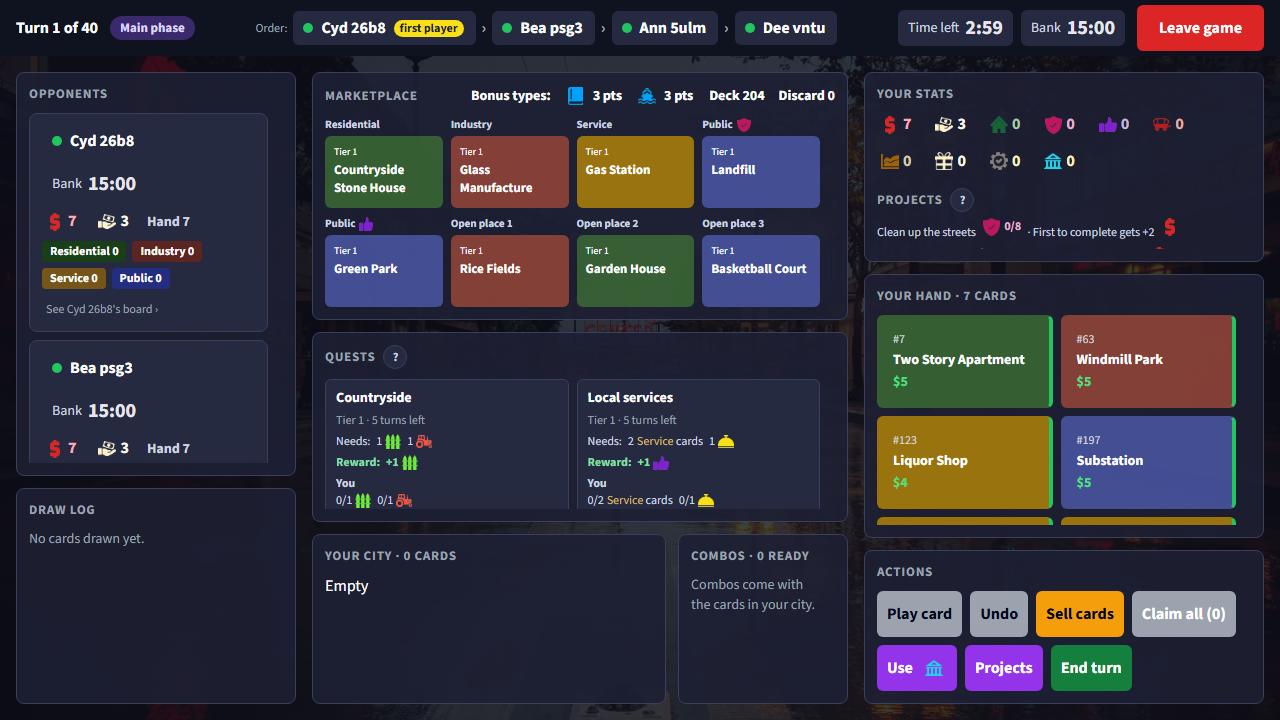 Turn 1 of 40 Main phase Order: Cyd 26b8 first player › Bea psg3 › Ann 5ulm › Dee vntu Time left 2:59 Bank 15:00 Leave game
OPPONENTS
Cyd 26b8
Bank 15:00
7 3 Hand 7
Residential 0 Industry 0
Service 0 Public 0
See Cyd 26b8's board ›
Bea psg3
Bank 15:00
7 3 Hand 7
DRAW LOG
No cards drawn yet.
MARKETPLACE Bonus types: 3 pts 3 pts Deck 204 Discard 0
Residential Industry Service Public
Tier 1 Tier 1 Tier 1 Tier 1
Countryside Glass Gas Station Landfill
Stone House Manufacture
Public Open place 1 Open place 2 Open place 3
Tier 1 Tier 1 Tier 1 Tier 1
Green Park Rice Fields Garden House Basketball Court
QUESTS ?
Countryside
Tier 1 · 5 turns left
Needs: 1 1
Reward: +1
You
0/1 0/1
Local services
Tier 1 · 5 turns left
Needs: 2 Service cards 1
Reward: +1
You
0/2 Service cards 0/1
YOUR CITY · 0 CARDS
Empty
COMBOS · 0 READY
Combos come with
the cards in your city.
YOUR STATS
$ 7 3 0 0 0 0
0 0 0 0
PROJECTS ?
Clean up the streets 0/8 · First to complete gets +2 $
YOUR HAND · 7 CARDS
#7 #63
Two Story Apartment Windmill Park
$5 $5
#123 #197
Liquor Shop Substation
$4 $5
ACTIONS
Play card Undo Sell cards Claim all (0)
Use Projects End turn